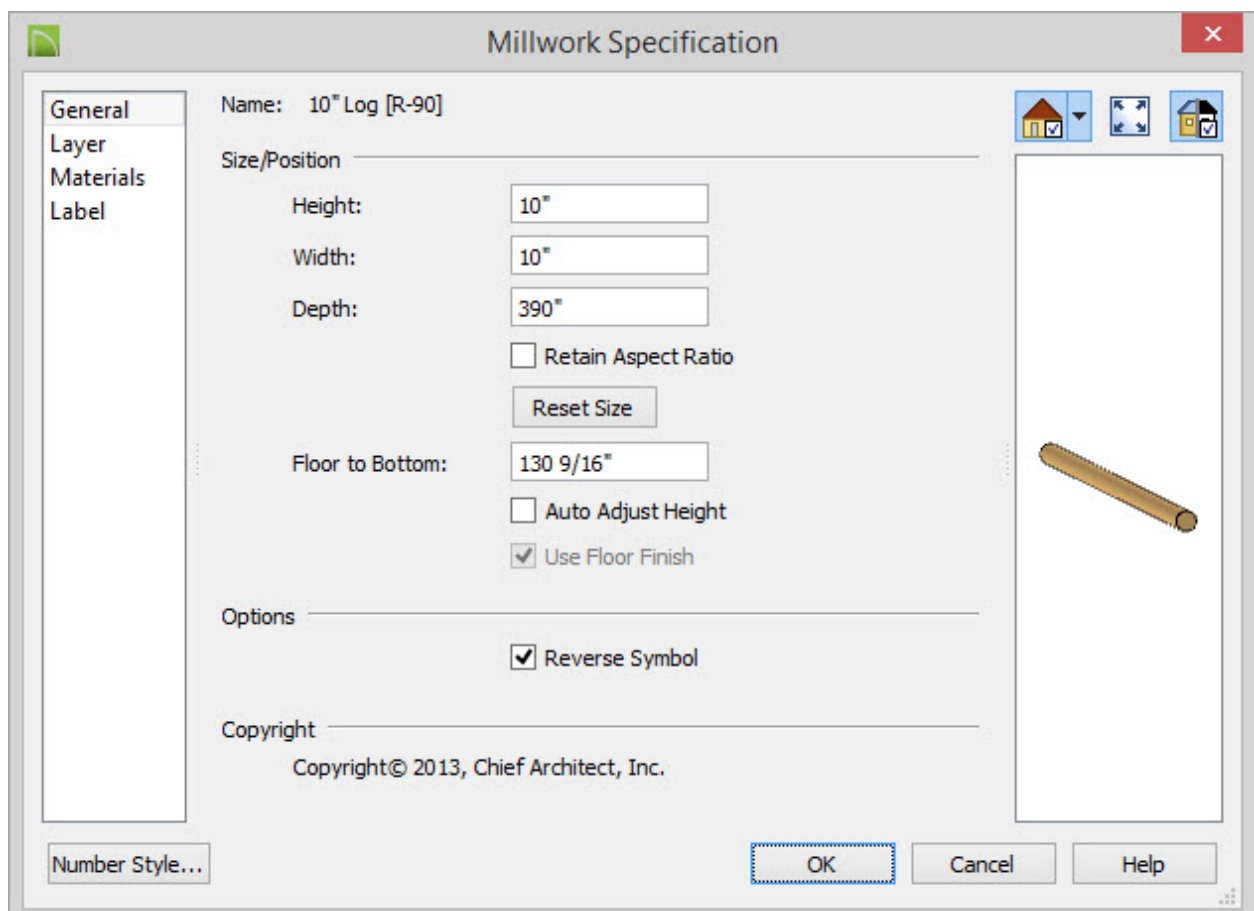 Millwork Specification
General
Layer
Materials
Label
Name: 10" Log [R-90]
Size/Position
Height: 10"
Width: 10"
Depth: 390"
Retain Aspect Ratio
Reset Size
Floor to Bottom: 130 9/16"
Auto Adjust Height
Use Floor Finish
Options
Reverse Symbol
Copyright
Copyright© 2013, Chief Architect, Inc.
Number Style... OK Cancel Help